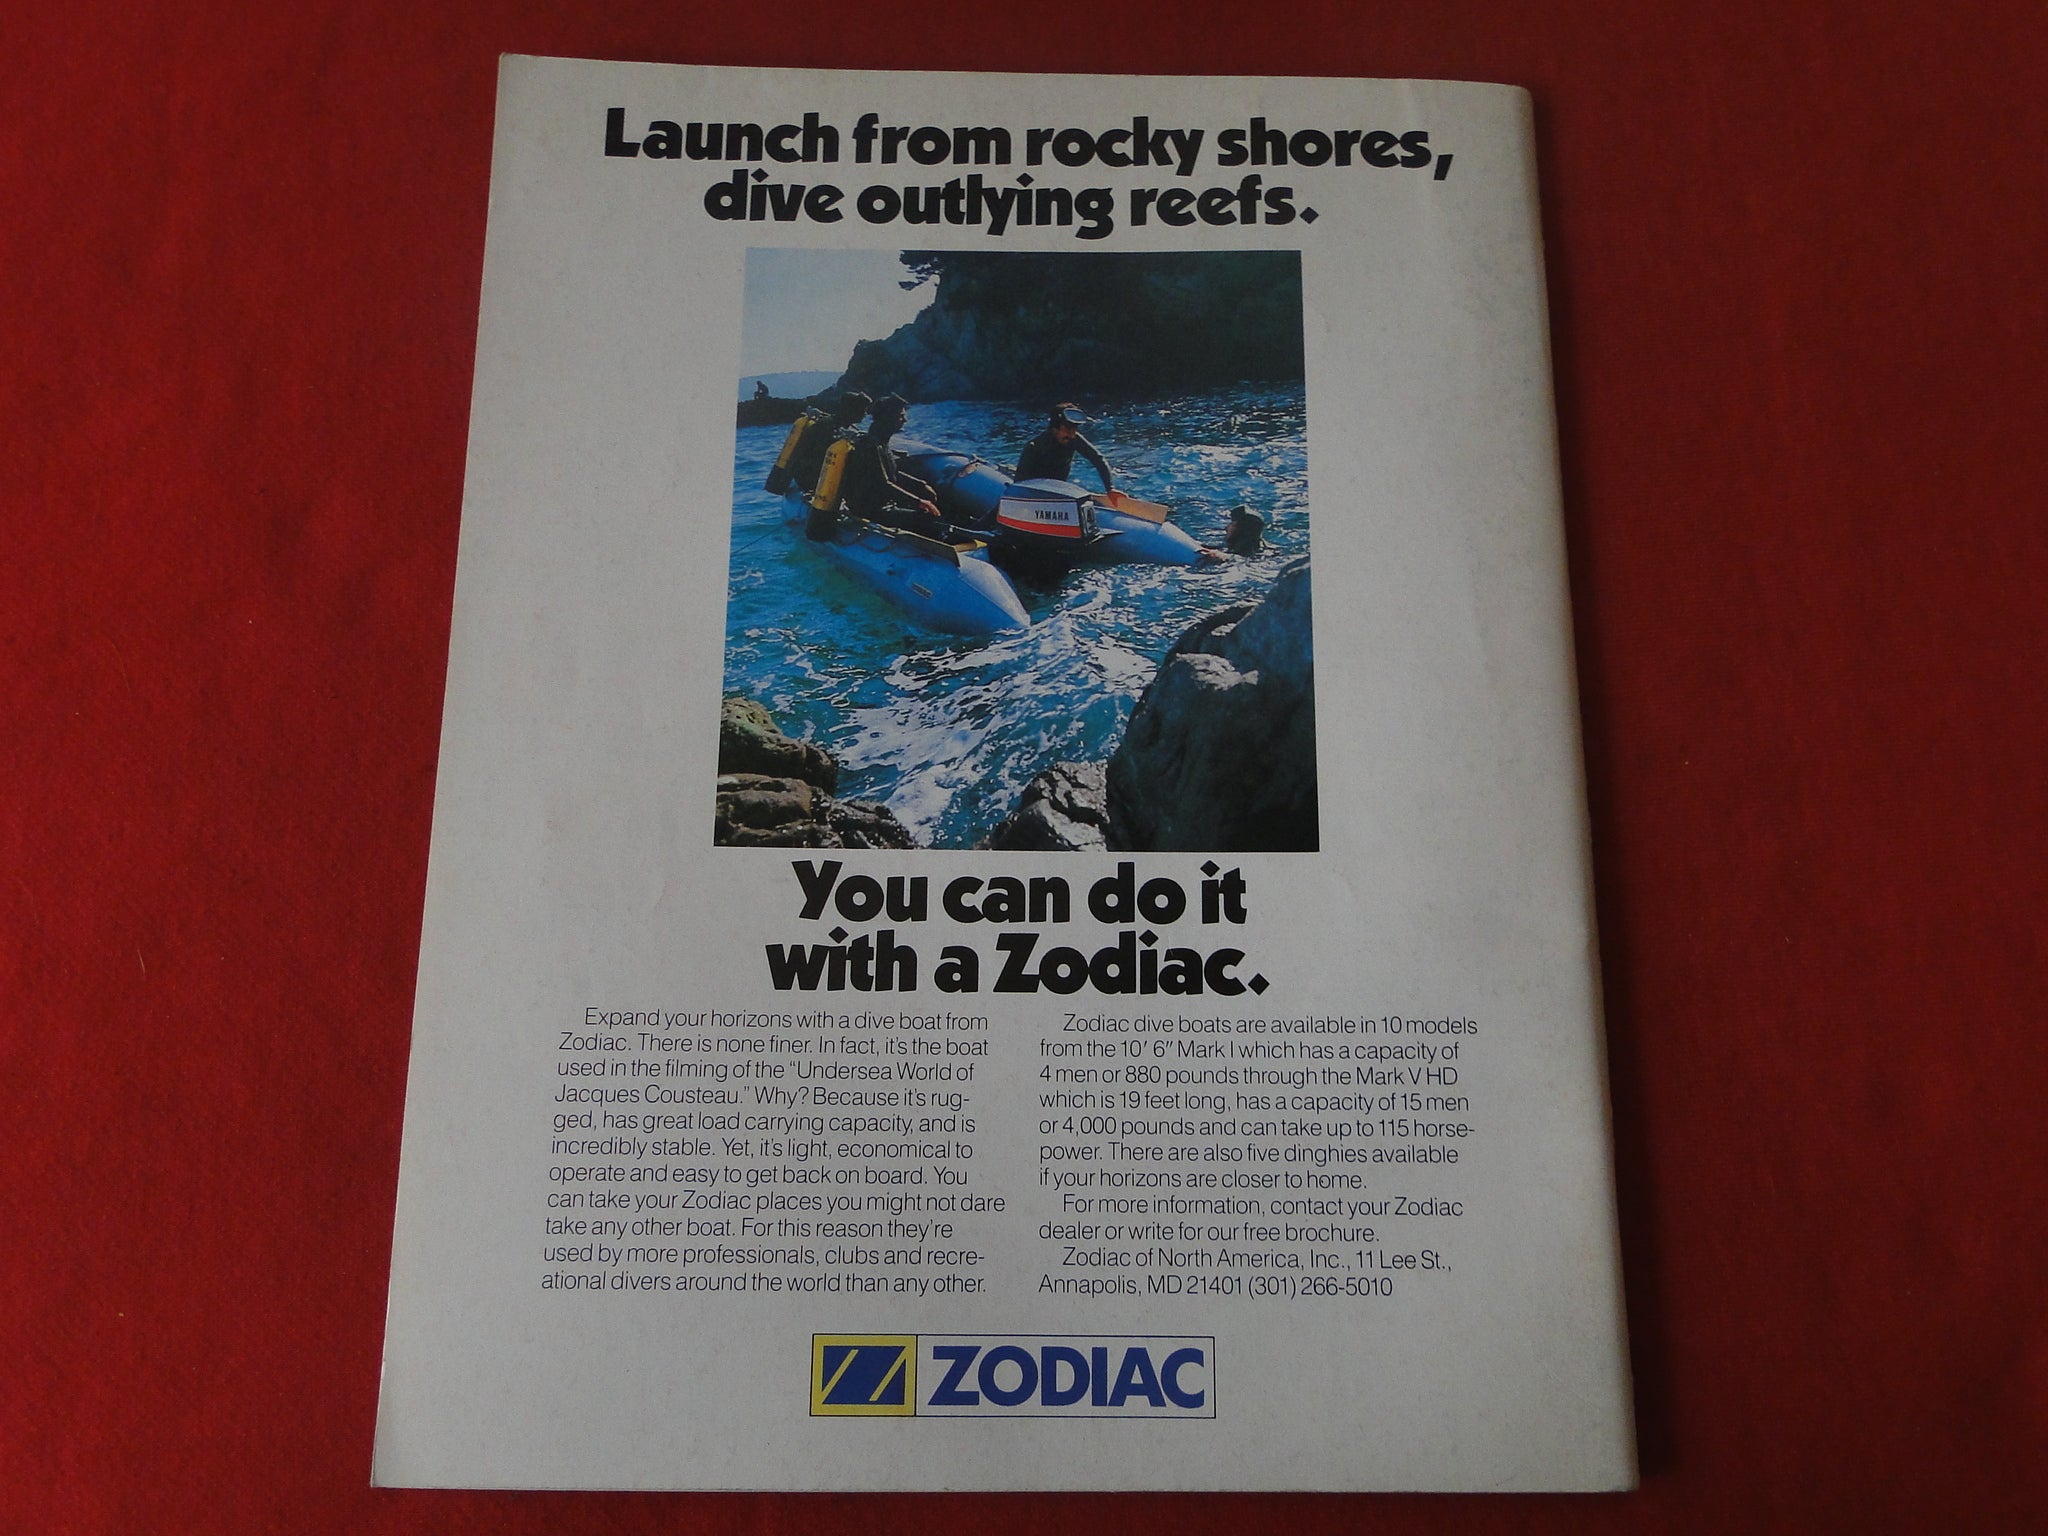 Launch from rocky shores,
dive outlying reefs.
YAMAHA
You can do it
with a Zodiac.
Expand your horizons with a dive boat from
Zodiac. There is none finer. In fact, it's the boat
used in the filming of the "Undersea World of
Jacques Cousteau." Why? Because it's rug-
ged, has great load carrying capacity, and is
incredibly stable. Yet, it's light, economical to
operate and easy to get back on board. You
can take your Zodiac places you might not dare
take any other boat. For this reason they're
used by more professionals, clubs and recre-
ational divers around the world than any other.
Zodiac dive boats are available in 10 models
from the 10' 6" Mark I which has a capacity of
4 men or 880 pounds through the Mark V HD
which is 19 feet long, has a capacity of 15 men
or 4,000 pounds and can take up to 115 horse-
power. There are also five dinghies available
if your horizons are closer to home.
For more information, contact your Zodiac
dealer or write for our free brochure.
Zodiac of North America, Inc., 11 Lee St.,
Annapolis, MD 21401 (301) 266-5010
ZODIAC